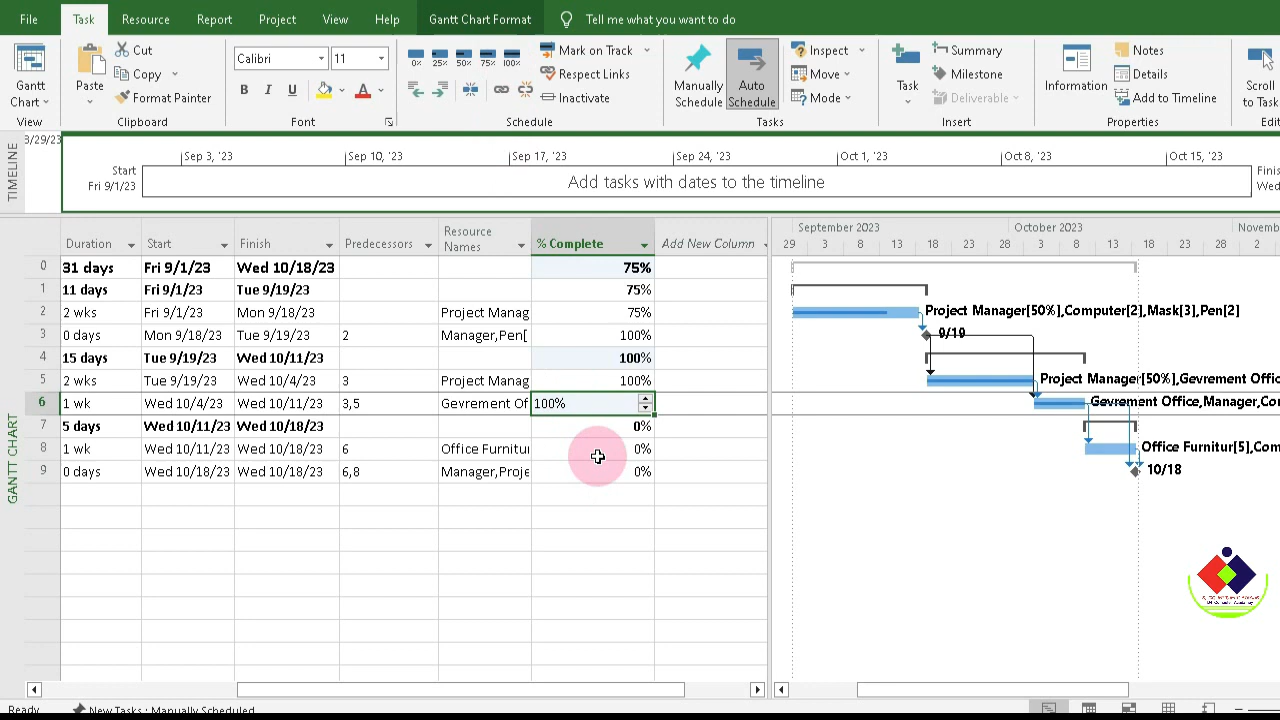 File Task Resource Report Project View Help Gantt Chart Format Tell me what you want to do
Gantt Chart
View
Paste
Cut
Copy
Format Painter
Clipboard
Calibri 11
B I U A
Font
0% 25% 50% 75% 100%
Mark on Track
Respect Links
Inactivate
Schedule
Manually Schedule
Auto Schedule
Inspect
Move
Mode
Tasks
Task
Summary
Milestone
Deliverable
Insert
Information
Notes
Details
Add to Timeline
Properties
Scroll
to Task
Edit
TIMELINE
8/29/23
Sep 3, '23 Sep 10, '23 Sep 17, '23 Sep 24, '23 Oct 1, '23 Oct 8, '23 Oct 15, '23
Start
Fri 9/1/23
Add tasks with dates to the timeline
Finis
Wed
GANTT CHART
Duration Start Finish Predecessors Resource Names % Complete Add New Column
September 2023 October 2023 Novemb
29 3 8 13 18 23 28 3 8 13 18 23 28 2
0 31 days Fri 9/1/23 Wed 10/18/23 75%
1 11 days Fri 9/1/23 Tue 9/19/23 75%
2 2 wks Fri 9/1/23 Mon 9/18/23 Project Manag 75% Project Manager[50%],Computer[2],Mask[3],Pen[2]
3 0 days Mon 9/18/23 Tue 9/19/23 2 Manager,Pen[ 100% 9/19
4 15 days Tue 9/19/23 Wed 10/11/23 100%
5 2 wks Tue 9/19/23 Wed 10/4/23 3 Project Manag 100% Project Manager[50%],Gevrement Offic
6 1 wk Wed 10/4/23 Wed 10/11/23 3,5 Gevrement Of 100% Gevrement Office,Manager,Con
7 5 days Wed 10/11/23 Wed 10/18/23 0%
8 1 wk Wed 10/11/23 Wed 10/18/23 6 Office Furnitur 0% Office Furnitur[5],Com
9 0 days Wed 10/18/23 Wed 10/18/23 6,8 Manager,Proje 0% 10/18
Ready New Tasks : Manually Scheduled